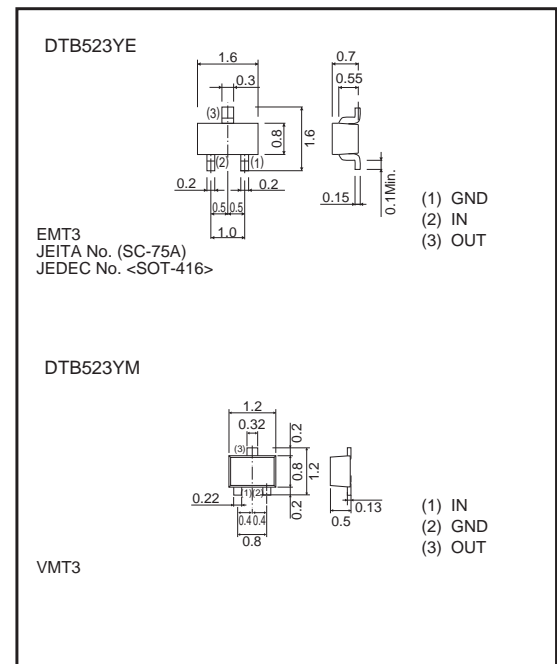 DTB523YE
1.6
0.3
0.7
0.55
(3)
0.8
1.6
(2)
(1)
0.2
0.2
0.5 0.5
1.0
0.15
0.1Min.
(1) GND
(2) IN
(3) OUT
EMT3
JEITA No. (SC-75A)
JEDEC No. <SOT-416>
DTB523YM
1.2
0.32
0.2
(3)
0.8
1.2
0.22
(1)(2)
0.2
0.4 0.4
0.8
0.5
0.13
(1) IN
(2) GND
(3) OUT
VMT3